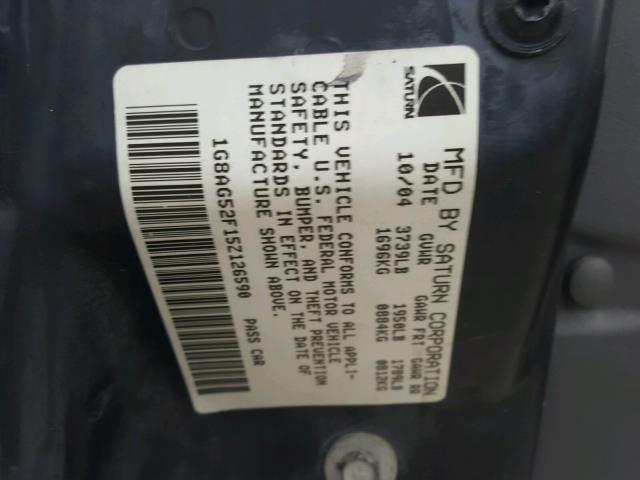 SATURN
MFD BY SATURN CORPORATION
DATE GVWR GAWR FRT GAWR RR
10/04 3739LB 1950LB 1789LB
1696KG 0884KG 0812KG
THIS VEHICLE CONFORMS TO ALL APPLI-
CABLE U.S. FEDERAL MOTOR VEHICLE
SAFETY, BUMPER, AND THEFT PREVENTION
STANDARDS IN EFFECT ON THE DATE OF
MANUFACTURE SHOWN ABOVE.
1G8AG52F15Z126590 PASS CAR